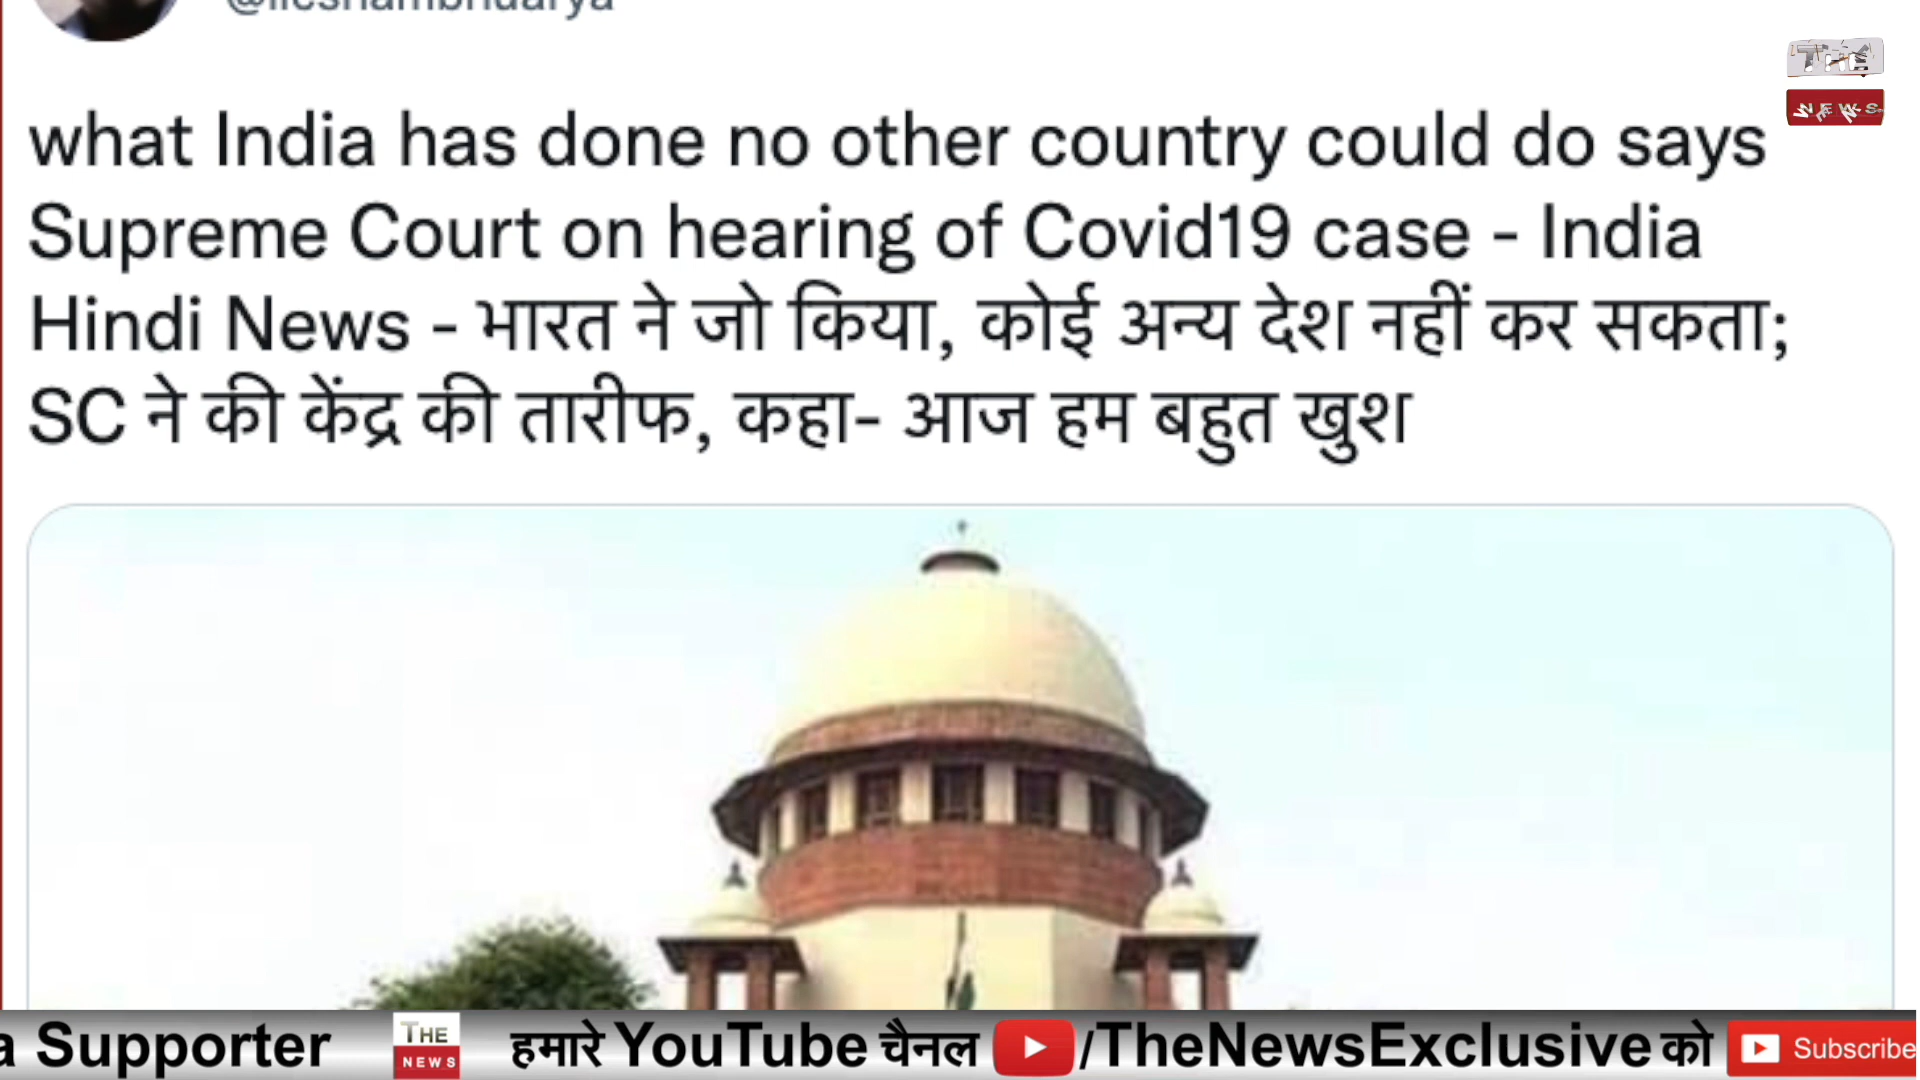 THE
NEWS
what India has done no other country could do says
Supreme Court on hearing of Covid19 case - India
Hindi News - भारत ने जो किया, कोई अन्य देश नहीं कर सकता;
SC ने की केंद्र की तारीफ, कहा- आज हम बहुत खुश
a Supporter THE NEWS हमारे YouTube चैनल /TheNewsExclusive को Subscribe